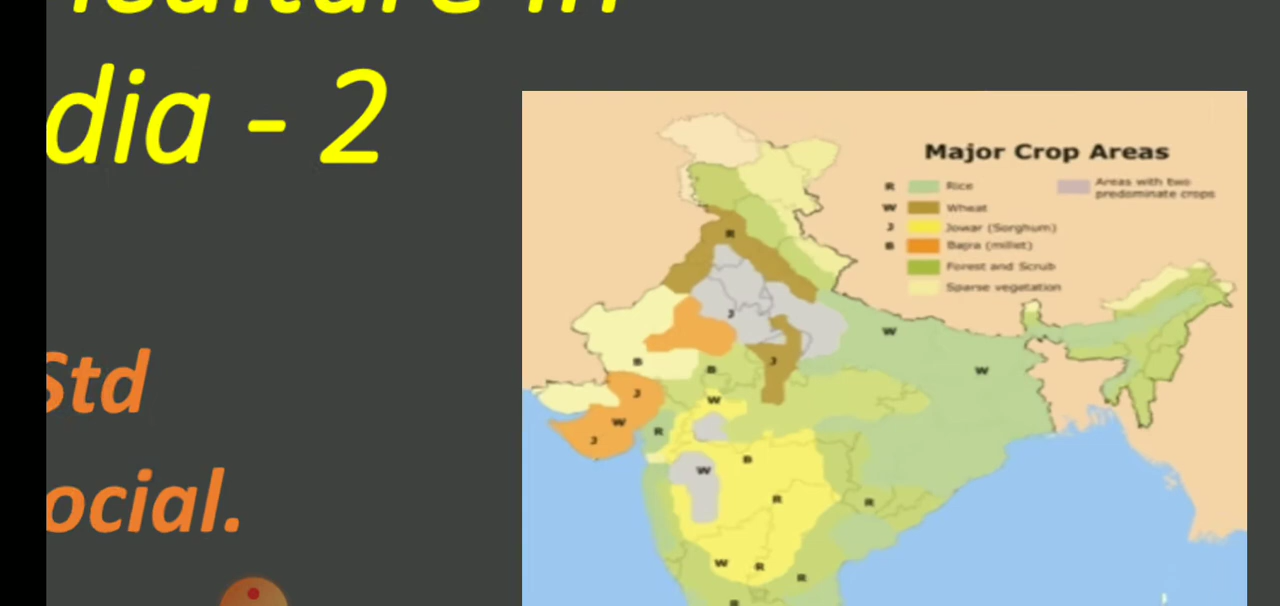 dia - 2
Std
ocial.
Major Crop Areas
R Rice
W Wheat
J Jowar (Sorghum)
B Bajra (millet)
Forest and Scrub
Sparse vegetation
Areas with two
predominate crops
R
J
W
W
B
B
J
J
W
W
J
R
W
B
R
R
W
R
R
B